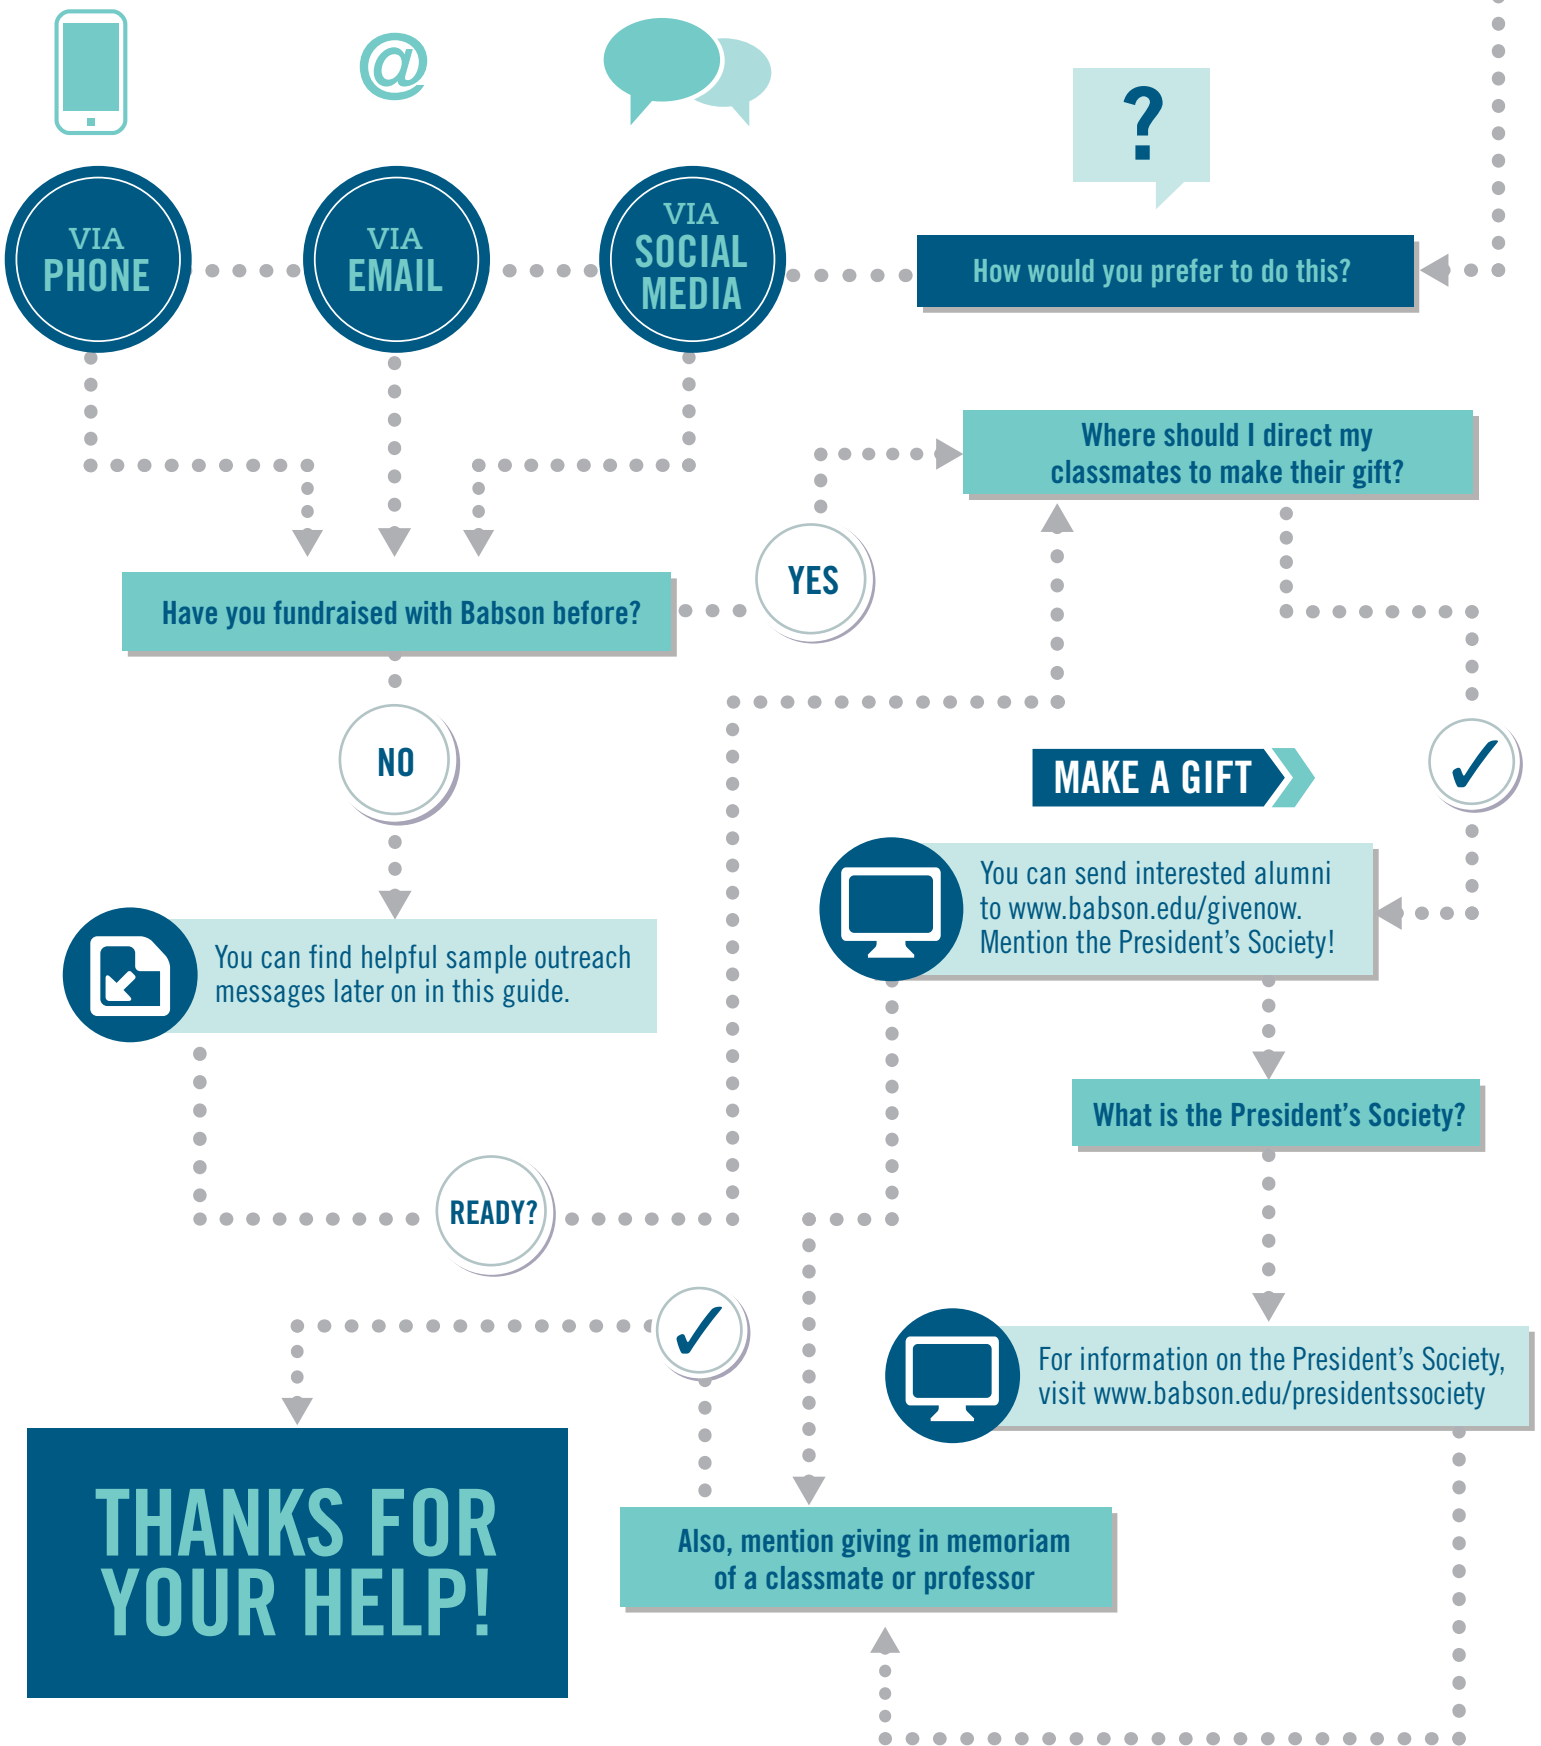 @
?
VIA
PHONE
VIA
EMAIL
VIA
SOCIAL
MEDIA
How would you prefer to do this?
Where should I direct my
classmates to make their gift?
YES
Have you fundraised with Babson before?
NO
MAKE A GIFT
You can send interested alumni
to www.babson.edu/givenow.
Mention the President’s Society!
You can find helpful sample outreach
messages later on in this guide.
What is the President’s Society?
READY?
For information on the President’s Society,
visit www.babson.edu/presidentssociety
THANKS FOR
YOUR HELP!
Also, mention giving in memoriam
of a classmate or professor